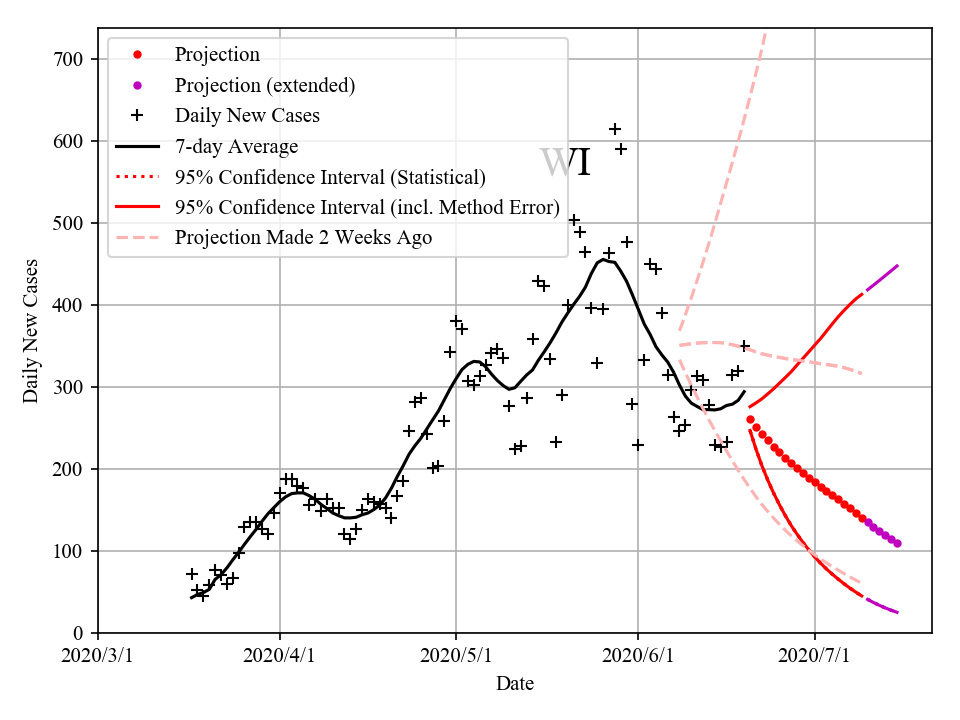 700
600
500
400
300
200
100
0
Daily New Cases
Projection
Projection (extended)
Daily New Cases
7-day Average
95% Confidence Interval (Statistical)
95% Confidence Interval (incl. Method Error)
Projection Made 2 Weeks Ago
WI
2020/3/1 2020/4/1 2020/5/1 2020/6/1 2020/7/1
Date